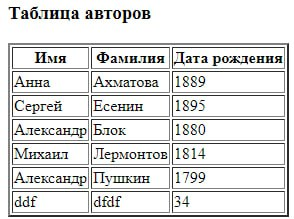 Таблица авторов
Имя Фамилия Дата рождения
Анна Ахматова 1889
Сергей Есенин 1895
Александр Блок 1880
Михаил Лермонтов 1814
Александр Пушкин 1799
ddf dfdf 34